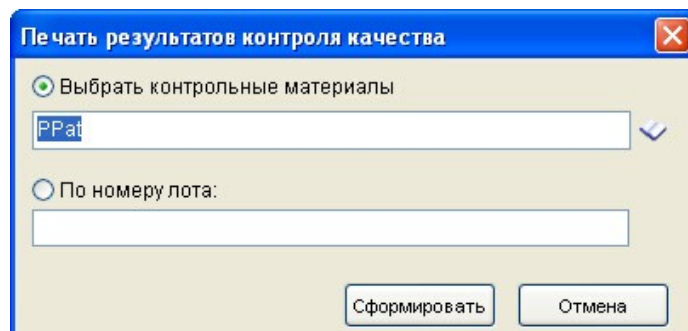 Печать результатов контроля качества
Выбрать контрольные материалы
PPat
По номеру лота:
Сформировать Отмена